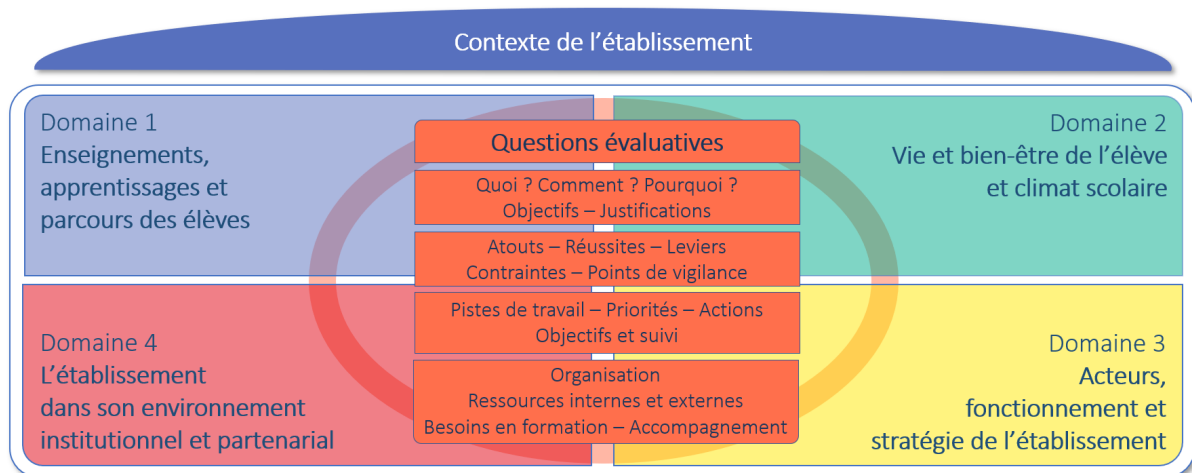 Contexte de l’établissement
Domaine 1
Enseignements,
apprentissages et
parcours des élèves
Domaine 2
Vie et bien-être de l’élève
et climat scolaire
Questions évaluatives
Quoi ? Comment ? Pourquoi ?
Objectifs – Justifications
Atouts – Réussites – Leviers
Contraintes – Points de vigilance
Pistes de travail – Priorités – Actions
Objectifs et suivi
Organisation
Ressources internes et externes
Besoins en formation – Accompagnement
Domaine 4
L’établissement
dans son environnement
institutionnel et partenarial
Domaine 3
Acteurs,
fonctionnement et
stratégie de l’établissement